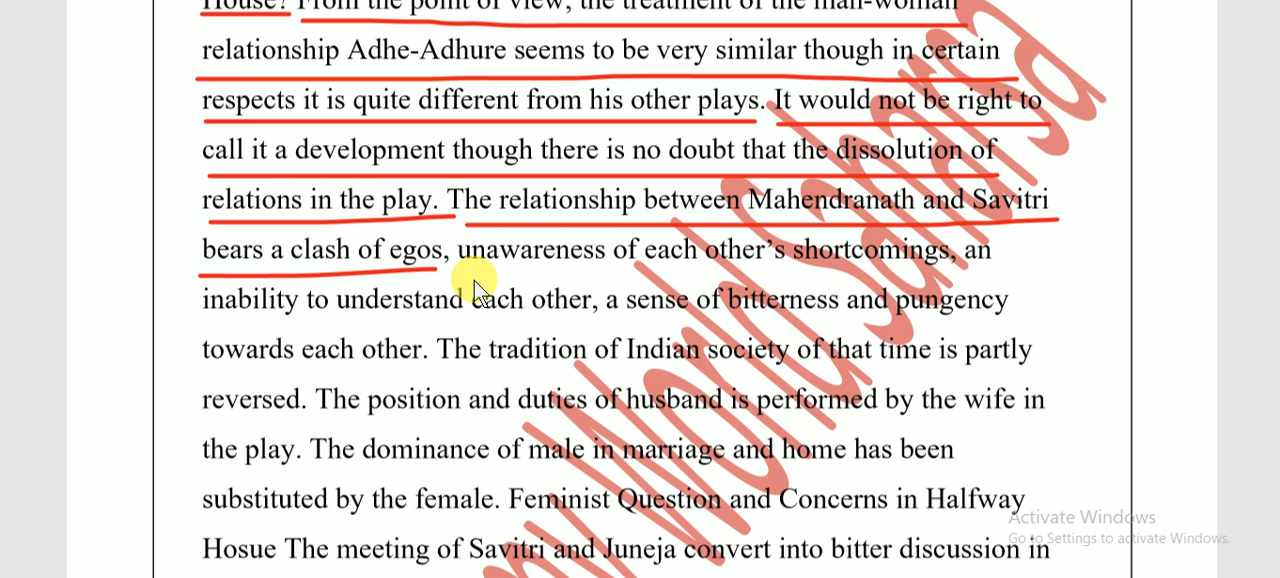 House? From the point of view, the treatment of the man-woman
relationship Adhe-Adhure seems to be very similar though in certain
respects it is quite different from his other plays. It would not be right to
call it a development though there is no doubt that the dissolution of
relations in the play. The relationship between Mahendranath and Savitri
bears a clash of egos, unawareness of each other’s shortcomings, an
inability to understand each other, a sense of bitterness and pungency
towards each other. The tradition of Indian society of that time is partly
reversed. The position and duties of husband is performed by the wife in
the play. The dominance of male in marriage and home has been
substituted by the female. Feminist Question and Concerns in Halfway
Hosue The meeting of Savitri and Juneja convert into bitter discussion in
Activate Windows
Go to Settings to activate Windows.
World